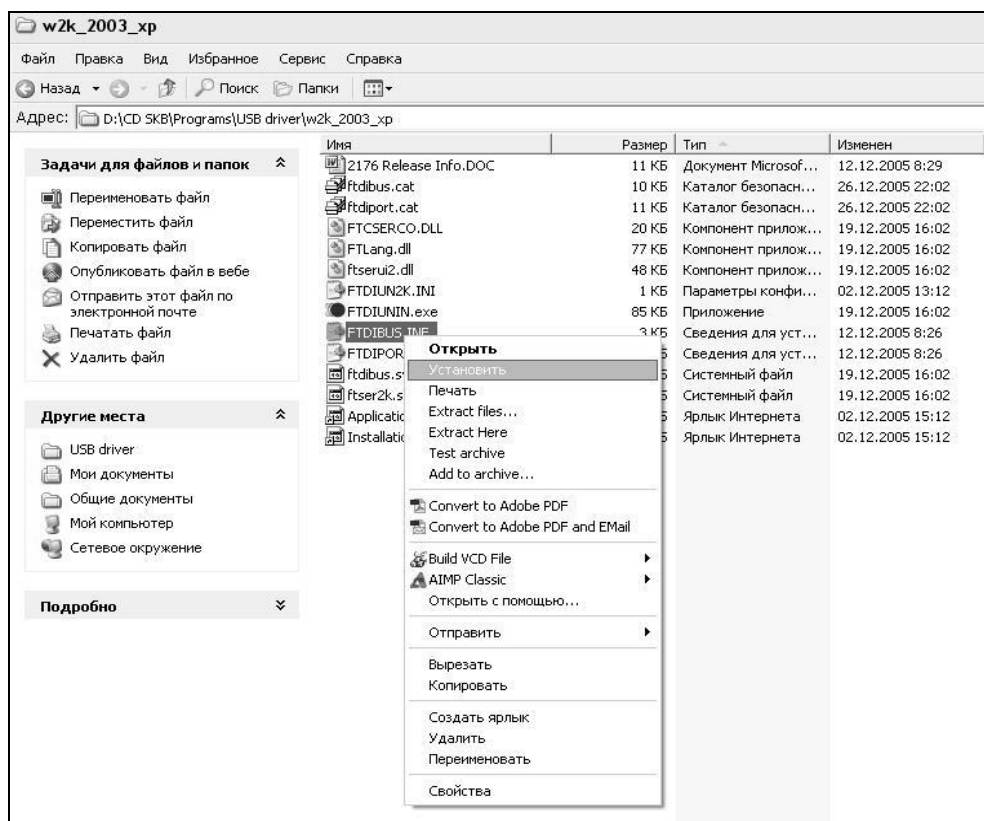 w2k_2003_xp
Файл Правка Вид Избранное Сервис Справка
Назад Поиск Папки
Адрес: D:\CD SKB\Programs\USB driver\w2k_2003_xp
Задачи для файлов и папок
Переименовать файл
Переместить файл
Копировать файл
Опубликовать файл в вебе
Отправить этот файл по
электронной почте
Печатать файл
Удалить файл
Другие места
USB driver
Мои документы
Общие документы
Мой компьютер
Сетевое окружение
Подробно
Имя Размер Тип Изменен
2176 Release Info.DOC 11 КБ Документ Microsof... 12.12.2005 8:29
ftdibus.cat 10 КБ Каталог безопасн... 26.12.2005 22:02
ftdiport.cat 11 КБ Каталог безопасн... 26.12.2005 22:02
FTCSERCO.DLL 20 КБ Компонент прилож... 19.12.2005 16:02
FTLang.dll 77 КБ Компонент прилож... 19.12.2005 16:02
ftserui2.dll 48 КБ Компонент прилож... 19.12.2005 16:02
FTDIUN2K.INI 1 КБ Параметры конфи... 02.12.2005 13:12
FTDIUNIN.exe 85 КБ Приложение 19.12.2005 16:02
FTDIBUS.INF 3 КБ Сведения для уст... 12.12.2005 8:26
FTDIPOR Б Сведения для уст... 12.12.2005 8:26
ftdibus.s Б Системный файл 19.12.2005 16:02
ftser2k.s Б Системный файл 19.12.2005 16:02
Applicatio Б Ярлык Интернета 02.12.2005 15:12
Installatio Б Ярлык Интернета 02.12.2005 15:12
Открыть
Установить
Печать
Extract files...
Extract Here
Test archive
Add to archive...
Convert to Adobe PDF
Convert to Adobe PDF and EMail
Build VCD File
AIMP Classic
Открыть с помощью...
Отправить
Вырезать
Копировать
Создать ярлык
Удалить
Переименовать
Свойства